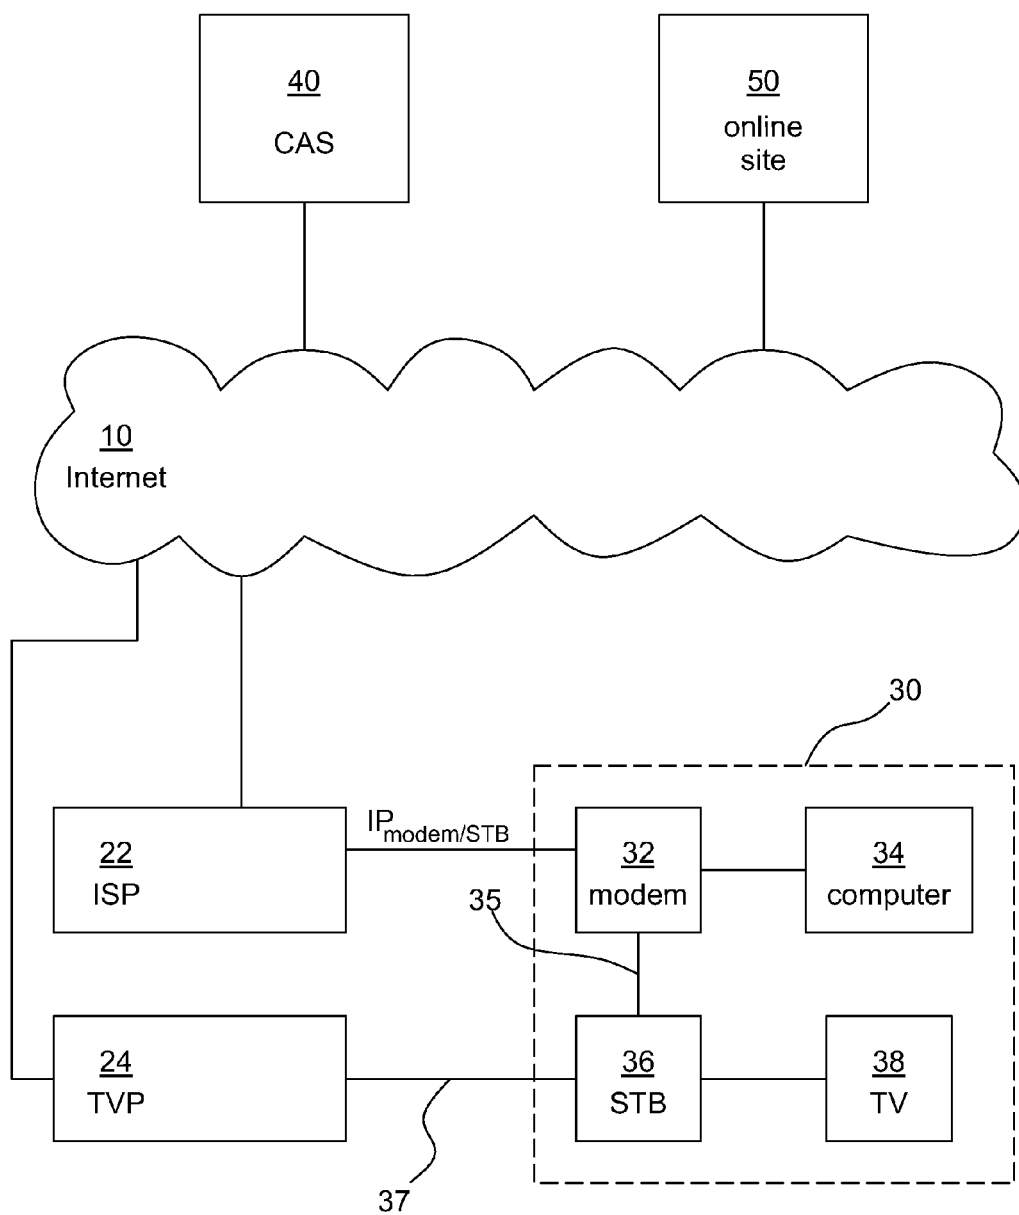 40
CAS
50
online
site
10
Internet
30
IPmodem/STB
22
ISP
32
modem
34
computer
35
24
TVP
36
STB
38
TV
37